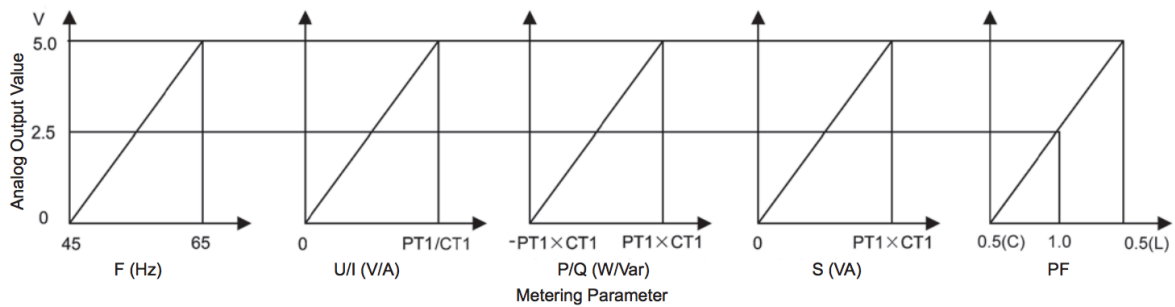 V
Analog Output Value
5.0
2.5
0
45 65
0 PT1/CT1
-PT1×CT1 PT1×CT1
0 PT1×CT1
0.5(C) 1.0 0.5(L)
F (Hz)
U/I (V/A)
P/Q (W/Var)
S (VA)
PF
Metering Parameter